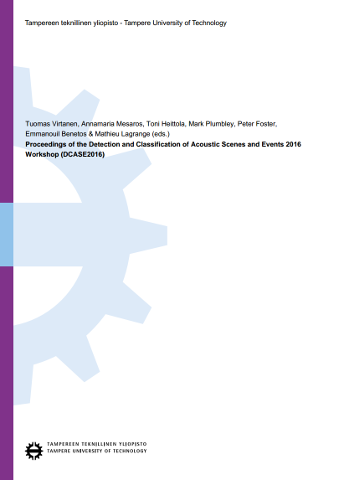 Tampereen teknillinen yliopisto - Tampere University of Technology
Tuomas Virtanen, Annamaria Mesaros, Toni Heittola, Mark Plumbley, Peter Foster,
Emmanouil Benetos & Mathieu Lagrange (eds.)
Proceedings of the Detection and Classification of Acoustic Scenes and Events 2016
Workshop (DCASE2016)
TAMPEREEN TEKNILLINEN YLIOPISTO
TAMPERE UNIVERSITY OF TECHNOLOGY